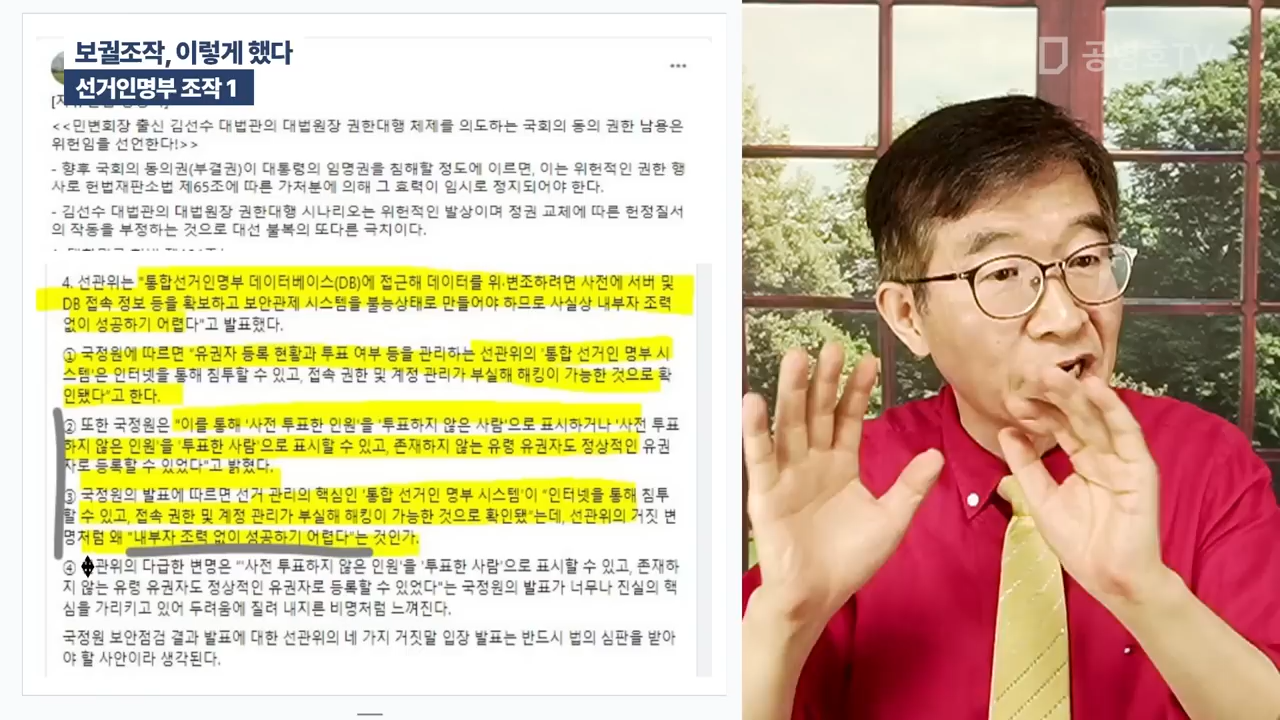 보궐조작, 이렇게 했다
선거인명부 조작 1
공병호TV
<<민변회장 출신 김선수 대법관의 대법원장 권한대행 체제를 의도하는 국회의 동의 권한 남용은
위헌임을 선언한다!>>
- 향후 국회의 동의권(부결권)이 대통령의 임명권을 침해할 정도에 이르면, 이는 위헌적인 권한 행
사로 헌법재판소법 제65조에 따른 가처분에 의해 그 효력이 임시로 정지되어야 한다.
- 김선수 대법관의 대법원장 권한대행 시나리오는 위헌적인 발상이며 정권 교체에 따른 헌정질서
의 작동을 부정하는 것으로 대선 불복의 또다른 극치이다.
4. 선관위는 "통합선거인명부 데이터베이스(DB)에 접근해 데이터를 위.변조하려면 사전에 서버 및
DB 접속 정보 등을 확보하고 보안관제 시스템을 불능상태로 만들어야 하므로 사실상 내부자 조력
없이 성공하기 어렵다"고 발표했다.
① 국정원에 따르면 "유권자 등록 현황과 투표 여부 등을 관리하는 선관위의 '통합 선거인 명부 시
스템'은 인터넷을 통해 침투할 수 있고, 접속 권한 및 계정 관리가 부실해 해킹이 가능한 것으로 확
인됐다"고 한다.
② 또한 국정원은 "이를 통해 '사전 투표한 인원'을 '투표하지 않은 사람'으로 표시하거나 '사전 투표
하지 않은 인원'을 '투표한 사람'으로 표시할 수 있고, 존재하지 않는 유령 유권자도 정상적인 유권
자로 등록할 수 있었다"고 밝혔다.
③ 국정원의 발표에 따르면 선거 관리의 핵심인 '통합 선거인 명부 시스템'이 "인터넷을 통해 침투
할 수 있고, 접속 권한 및 계정 관리가 부실해 해킹이 가능한 것으로 확인됐"는데, 선관위의 거짓 변
명처럼 왜 "내부자 조력 없이 성공하기 어렵다"는 것인가.
④ 관위의 다급한 변명은 "'사전 투표하지 않은 인원'을 '투표한 사람'으로 표시할 수 있고, 존재하
지 않는 유령 유권자도 정상적인 유권자로 등록할 수 있었다"는 국정원의 발표가 너무나 진실의 핵
심을 가리키고 있어 두려움에 질려 내지른 비명처럼 느껴진다.
국정원 보안점검 결과 발표에 대한 선관위의 네 가지 거짓말 입장 발표는 반드시 법의 심판을 받아
야 할 사안이라 생각된다.